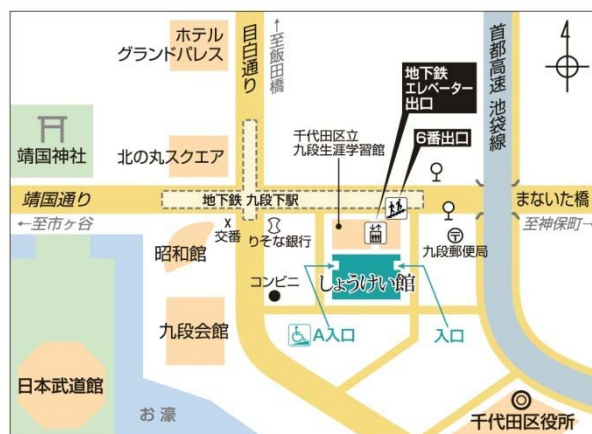 ホテル
グランドパレス
目白通り
↑至飯田橋
首都高速 池袋線
4
地下鉄
エレベーター
出口
千代田区立
九段生涯学習館
6番出口
靖国神社
北の丸スクエア
靖国通り
地下鉄 九段下駅
まないた橋
←至市ヶ谷
至神保町→
x
交番
りそな銀行
九段郵便局
昭和館
コンビニ
しょうけい館
九段会館
A入口
入口
日本武道館
お濠
千代田区役所